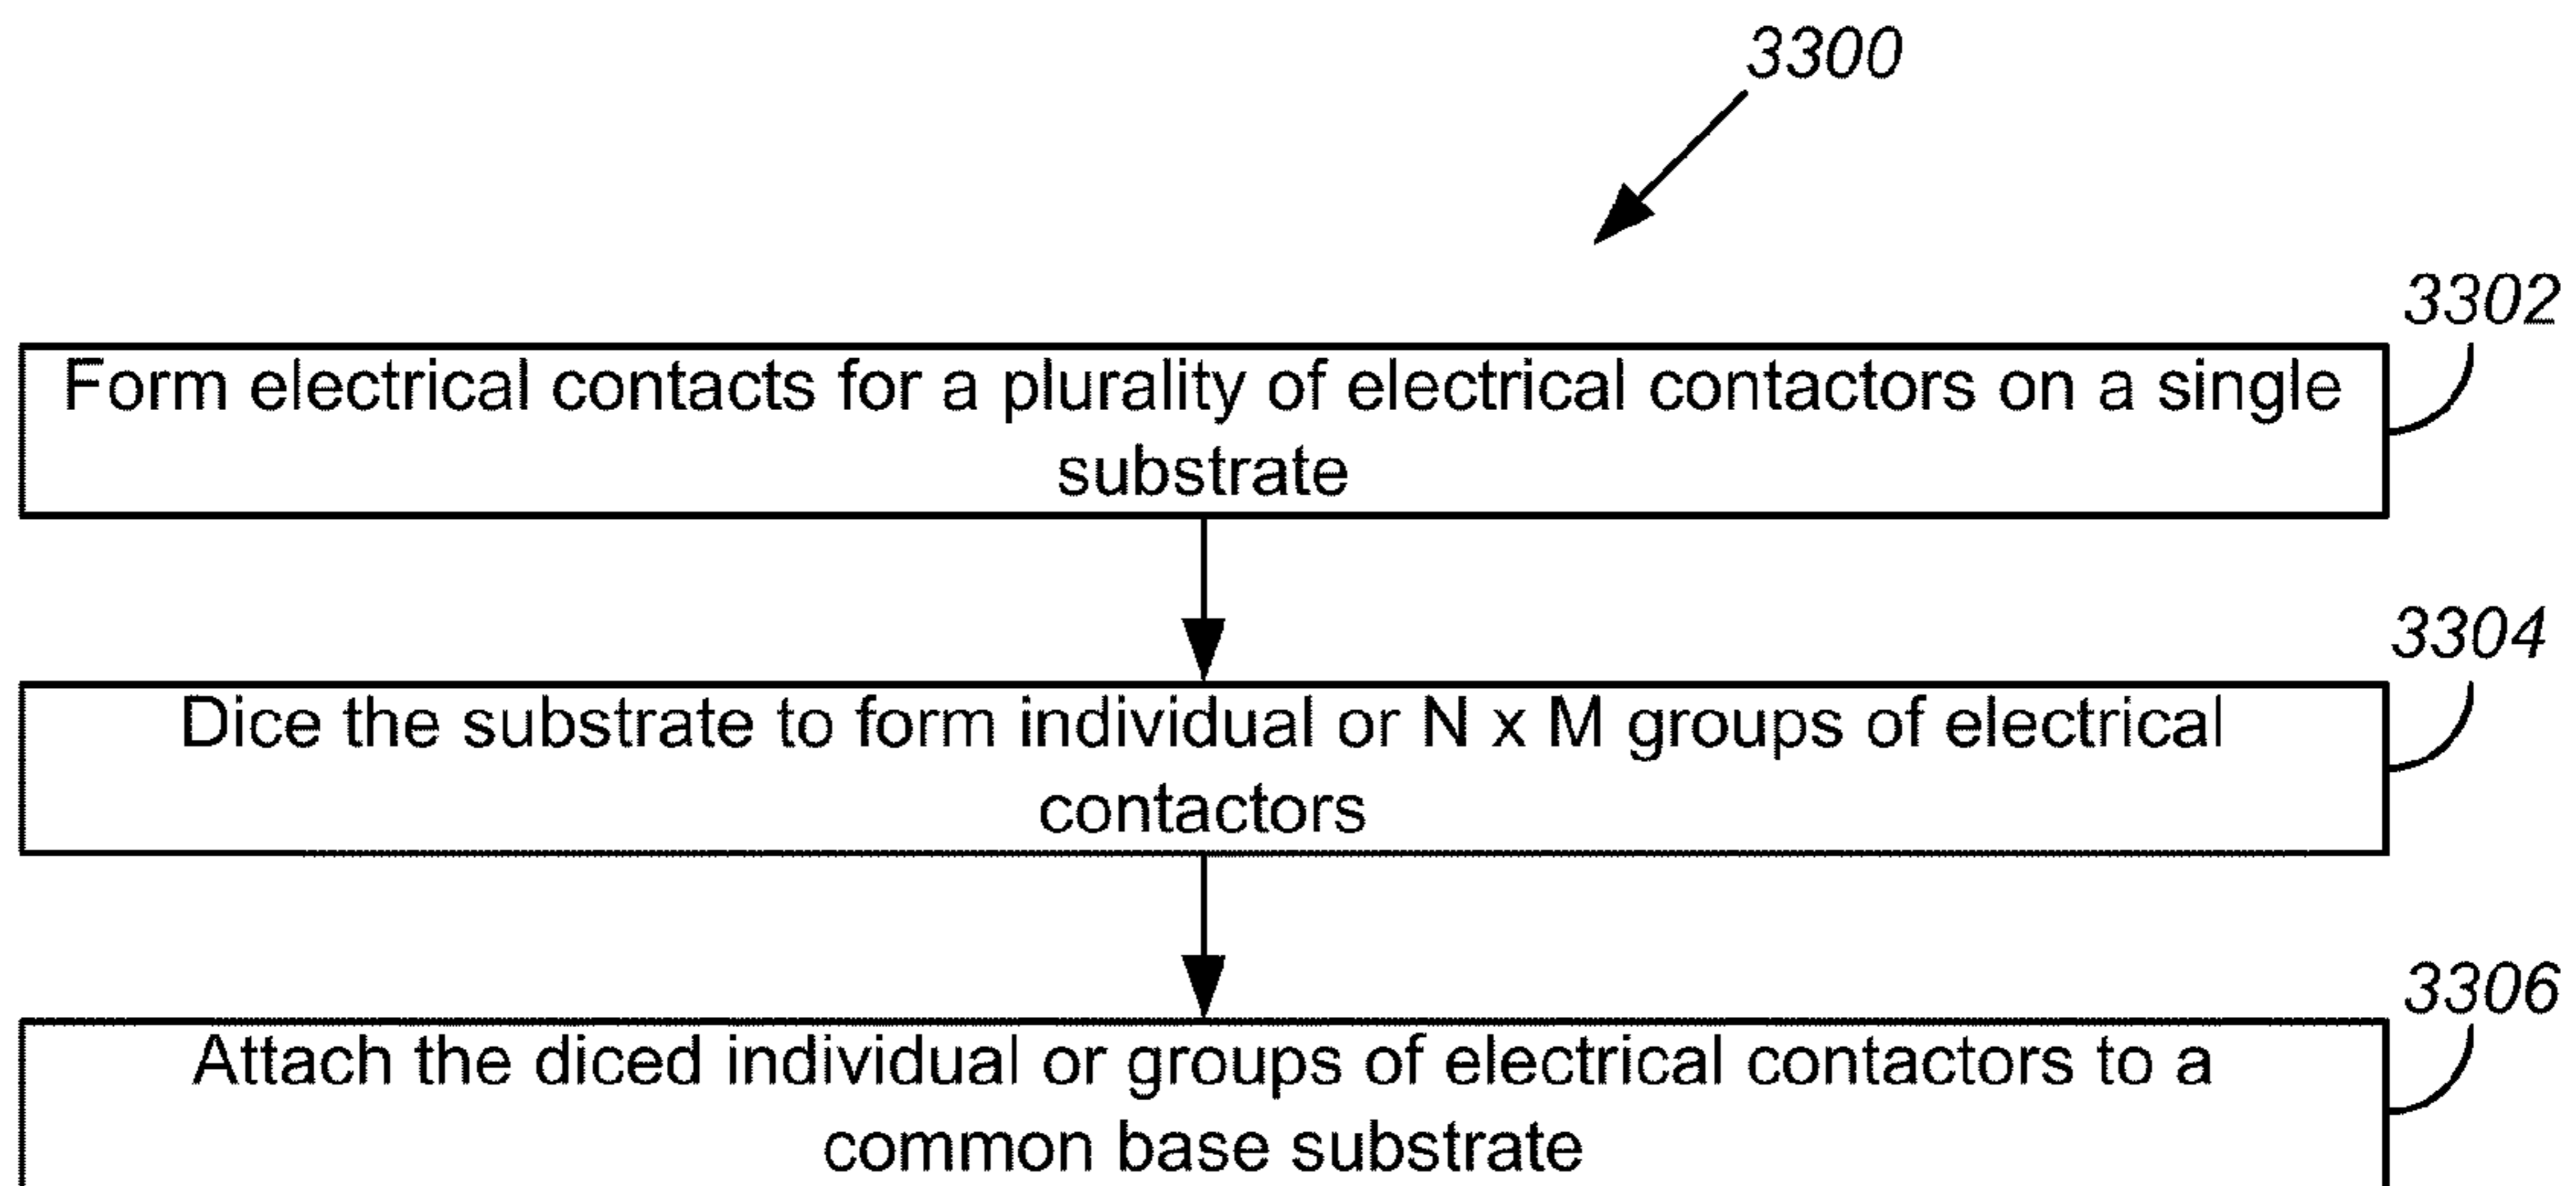 3300
3302
Form electrical contacts for a plurality of electrical contactors on a single
substrate
3304
Dice the substrate to form individual or N x M groups of electrical
contactors
3306
Attach the diced individual or groups of electrical contactors to a
common base substrate